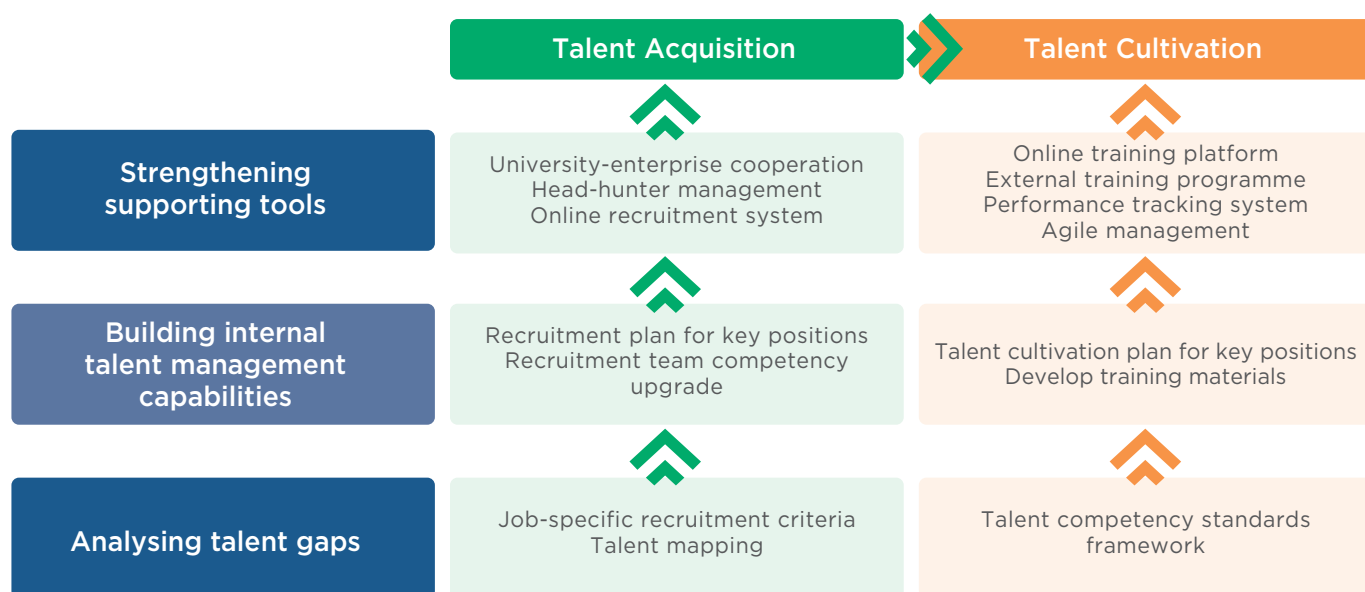 Talent Acquisition
Talent Cultivation
Strengthening
supporting tools
University-enterprise cooperation
Head-hunter management
Online recruitment system
Online training platform
External training programme
Performance tracking system
Agile management
Building internal
talent management
capabilities
Recruitment plan for key positions
Recruitment team competency
upgrade
Talent cultivation plan for key positions
Develop training materials
Analysing talent gaps
Job-specific recruitment criteria
Talent mapping
Talent competency standards
framework